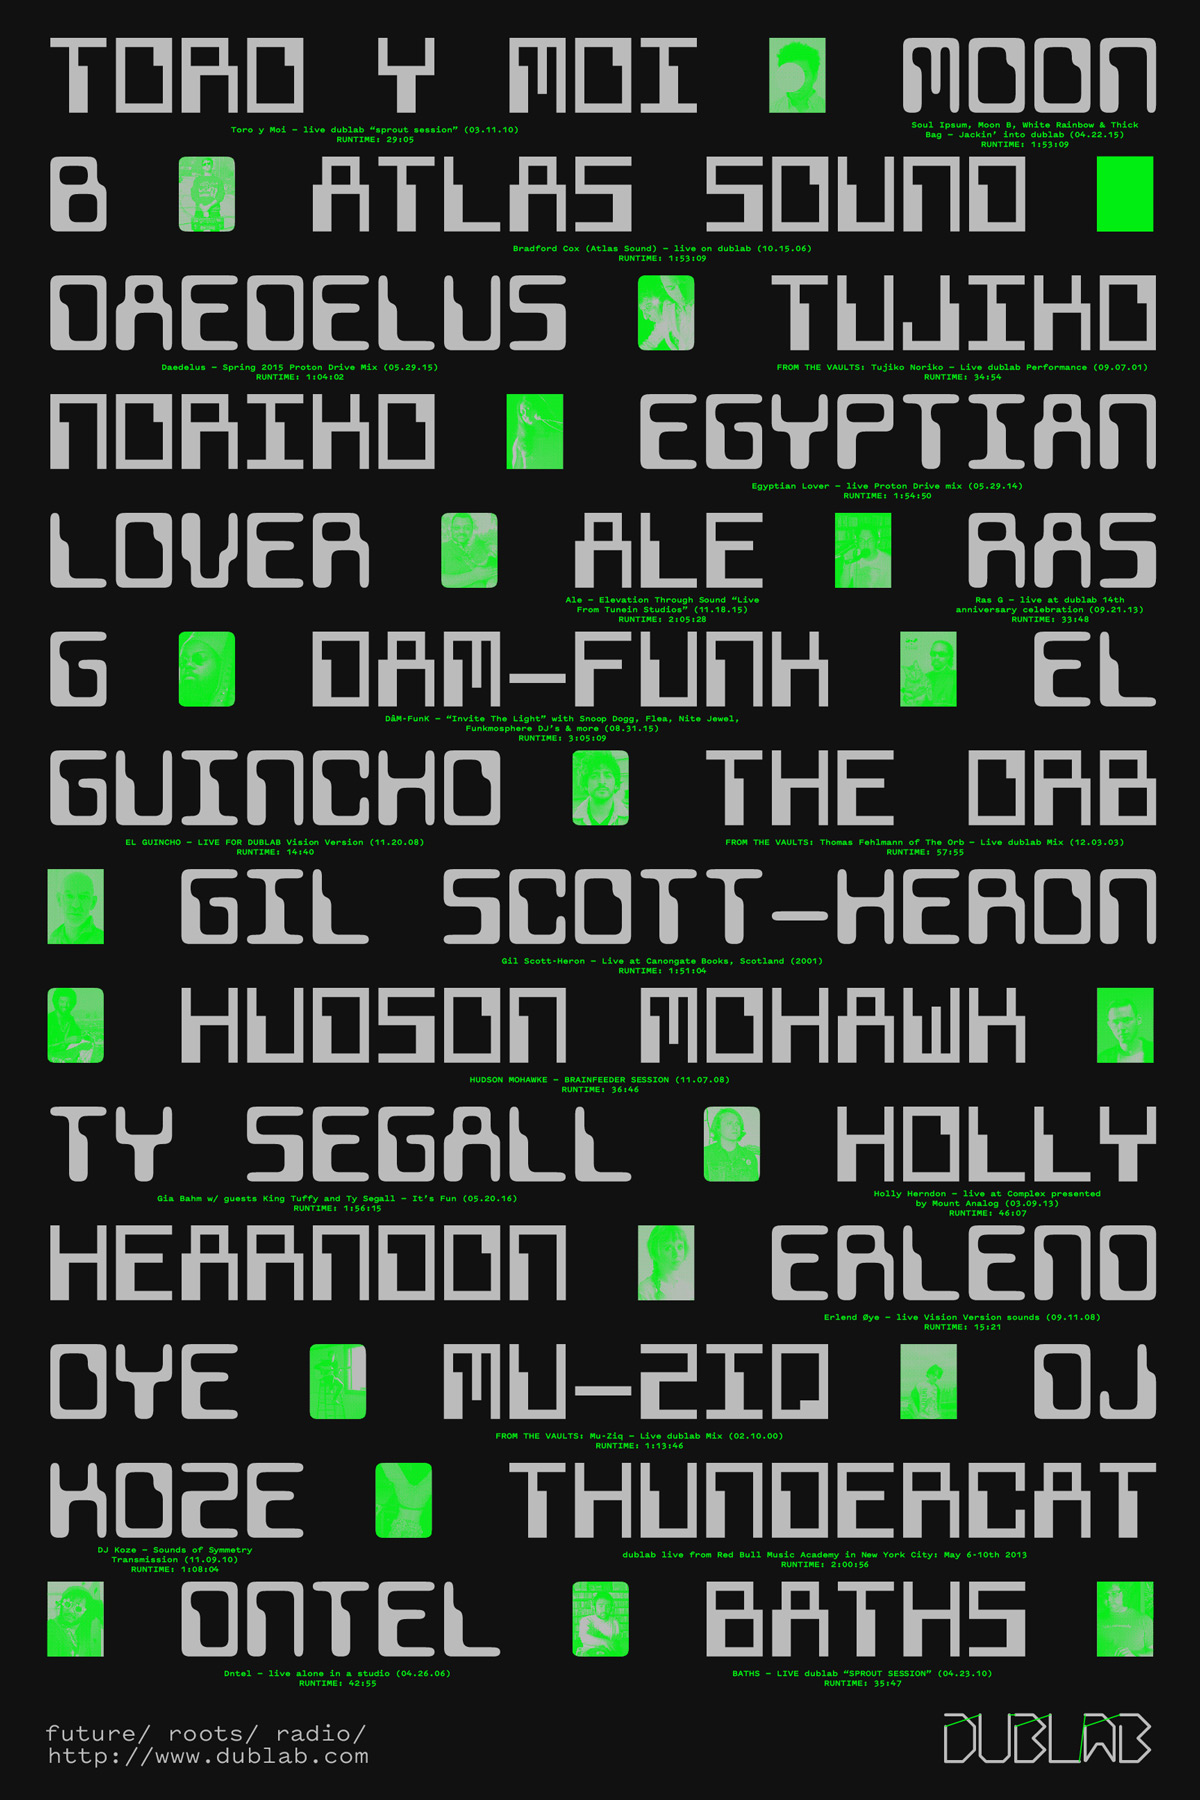 TORO Y MOI MOON
Toro y Moi – live dublab “sprout session” (03.11.10)
RUNTIME: 29:05
Soul Ipsum, Moon B, White Rainbow & Thick
Bag – Jackin’ into dublab (04.22.15)
RUNTIME: 1:53:09
B ATLAS SOUND
Bradford Cox (Atlas Sound) – live on dublab (10.15.06)
RUNTIME: 1:53:09
DAEDELUS TUJIKO
Daedelus – Spring 2015 Proton Drive Mix (05.29.15)
RUNTIME: 1:04:02
FROM THE VAULTS: Tujiko Noriko – Live dublab Performance (09.07.01)
RUNTIME: 34:54
NORIKO EGYPTIAN
Egyptian Lover – live Proton Drive mix (05.29.14)
RUNTIME: 1:54:50
LOVER ALE RAS
Ale – Elevation Through Sound “Live
From Tunein Studios” (11.18.15)
RUNTIME: 2:05:28
Ras G – live at dublab 14th
anniversary celebration (09.21.13)
RUNTIME: 33:48
G DAM-FUNK EL
DâM-FunK – “Invite The Light” with Snoop Dogg, Flea, Nite Jewel,
Funkmosphere DJ’s & more (08.31.15)
RUNTIME: 3:05:09
GUINCHO THE ORB
EL GUINCHO – LIVE FOR DUBLAB Vision Version (11.20.08)
RUNTIME: 14:40
FROM THE VAULTS: Thomas Fehlmann of The Orb – Live dublab Mix (12.03.03)
RUNTIME: 57:55
GIL SCOTT-HERON
Gil Scott-Heron – Live at Canongate Books, Scotland (2001)
RUNTIME: 1:51:04
HUDSON MOHAWK
HUDSON MOHAWKE – BRAINFEEDER SESSION (11.07.08)
RUNTIME: 36:46
TY SEGALL HOLLY
Gia Bahm w/ guests King Tuffy and Ty Segall – It’s Fun (05.20.16)
RUNTIME: 1:56:15
Holly Herndon – live at Complex presented
by Mount Analog (03.09.13)
RUNTIME: 46:07
HEARNDON ERLEND
Erlend Øye – live Vision Version sounds (09.11.08)
RUNTIME: 15:21
OYE MU-ZIQ DJ
FROM THE VAULTS: Mu-Ziq – Live dublab Mix (02.10.00)
RUNTIME: 1:13:46
KOZE THUNDERCAT
DJ Koze – Sounds of Symmetry
Transmission (11.09.10)
RUNTIME: 1:08:04
dublab live from Red Bull Music Academy in New York City: May 6-10th 2013
RUNTIME: 2:00:56
DNTEL BATHS
Dntel – live alone in a studio (04.26.06)
RUNTIME: 42:55
BATHS – LIVE dublab “SPROUT SESSION” (04.23.10)
RUNTIME: 35:47
future/ roots/ radio/
http://www.dublab.com
DUBLAB